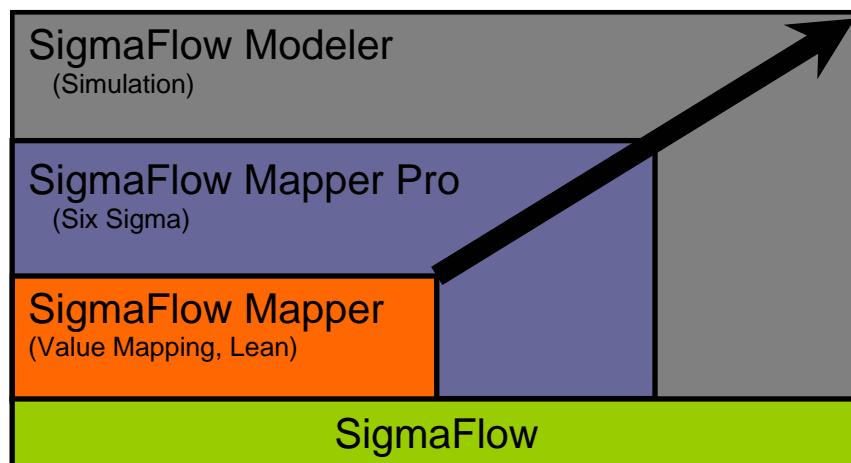 SigmaFlow Modeler
(Simulation)
SigmaFlow Mapper Pro
(Six Sigma)
SigmaFlow Mapper
(Value Mapping, Lean)
SigmaFlow